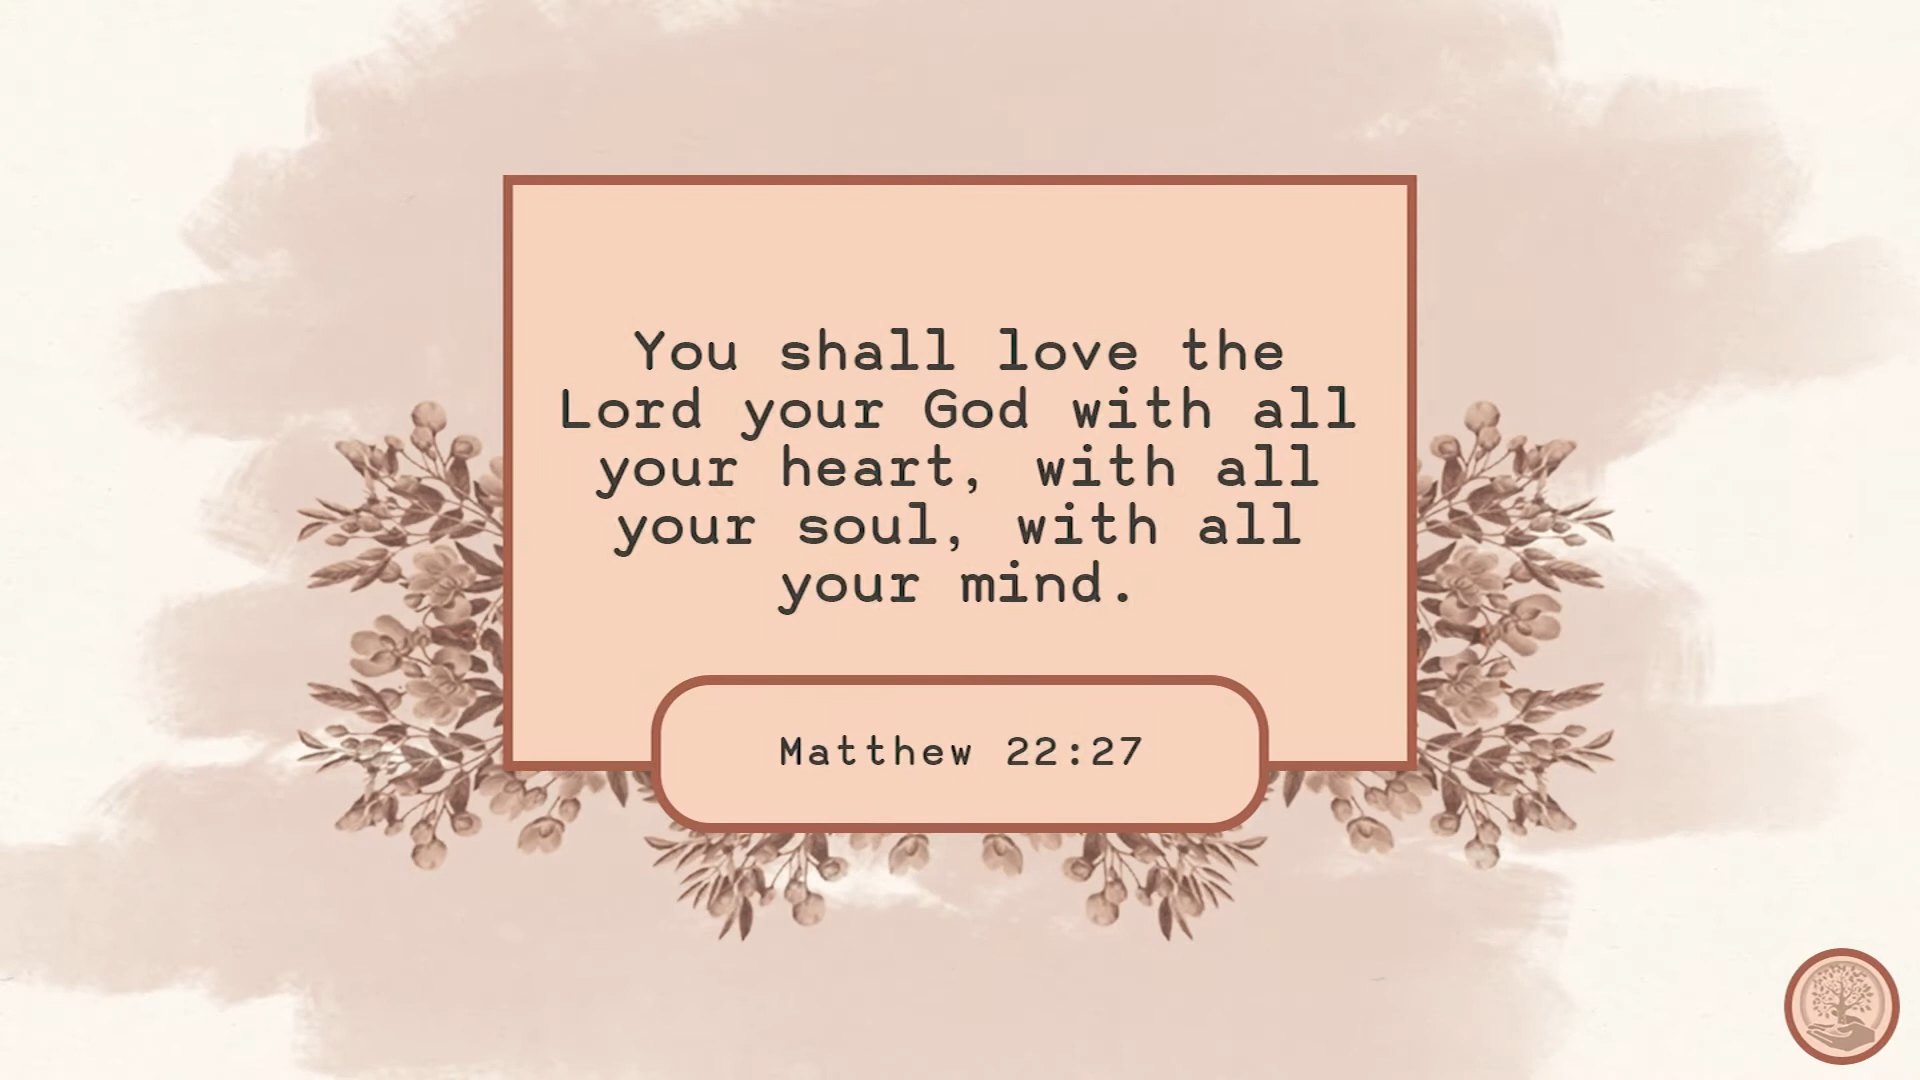 You shall love the
Lord your God with all
your heart, with all
your soul, with all
your mind.
Matthew 22:27